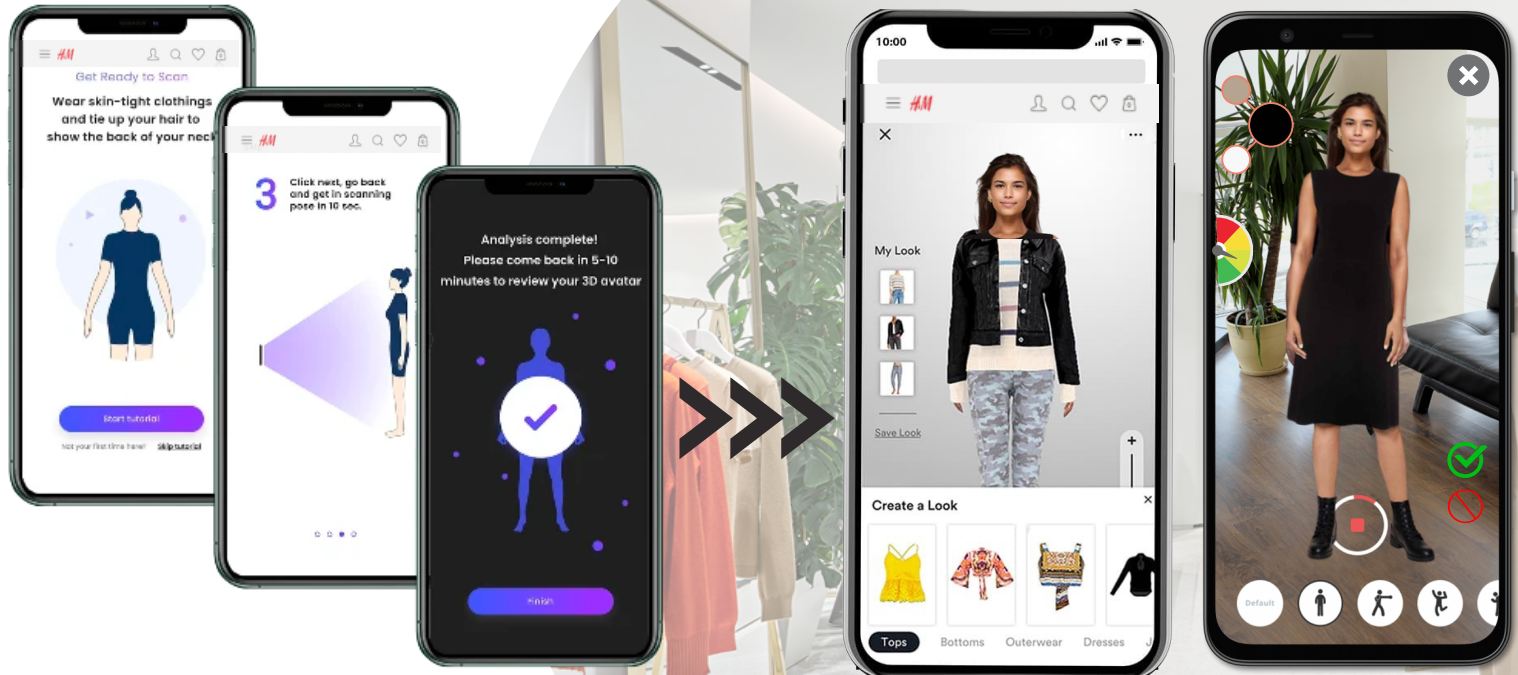 H&M
Get Ready to Scan
Wear skin-tight clothings
and tie up your hair to
show the back of your neck
Start tutorial
Not your first time here? Skip tutorial
H&M
3
Click next, go back
and get in scanning
pose in 10 sec.
Analysis complete!
Please come back in 5-10
minutes to review your 3D avatar
Finish
10:00
H&M
0
My Look
Save Look
+
Create a Look
Tops Bottoms Outerwear Dresses J
Default